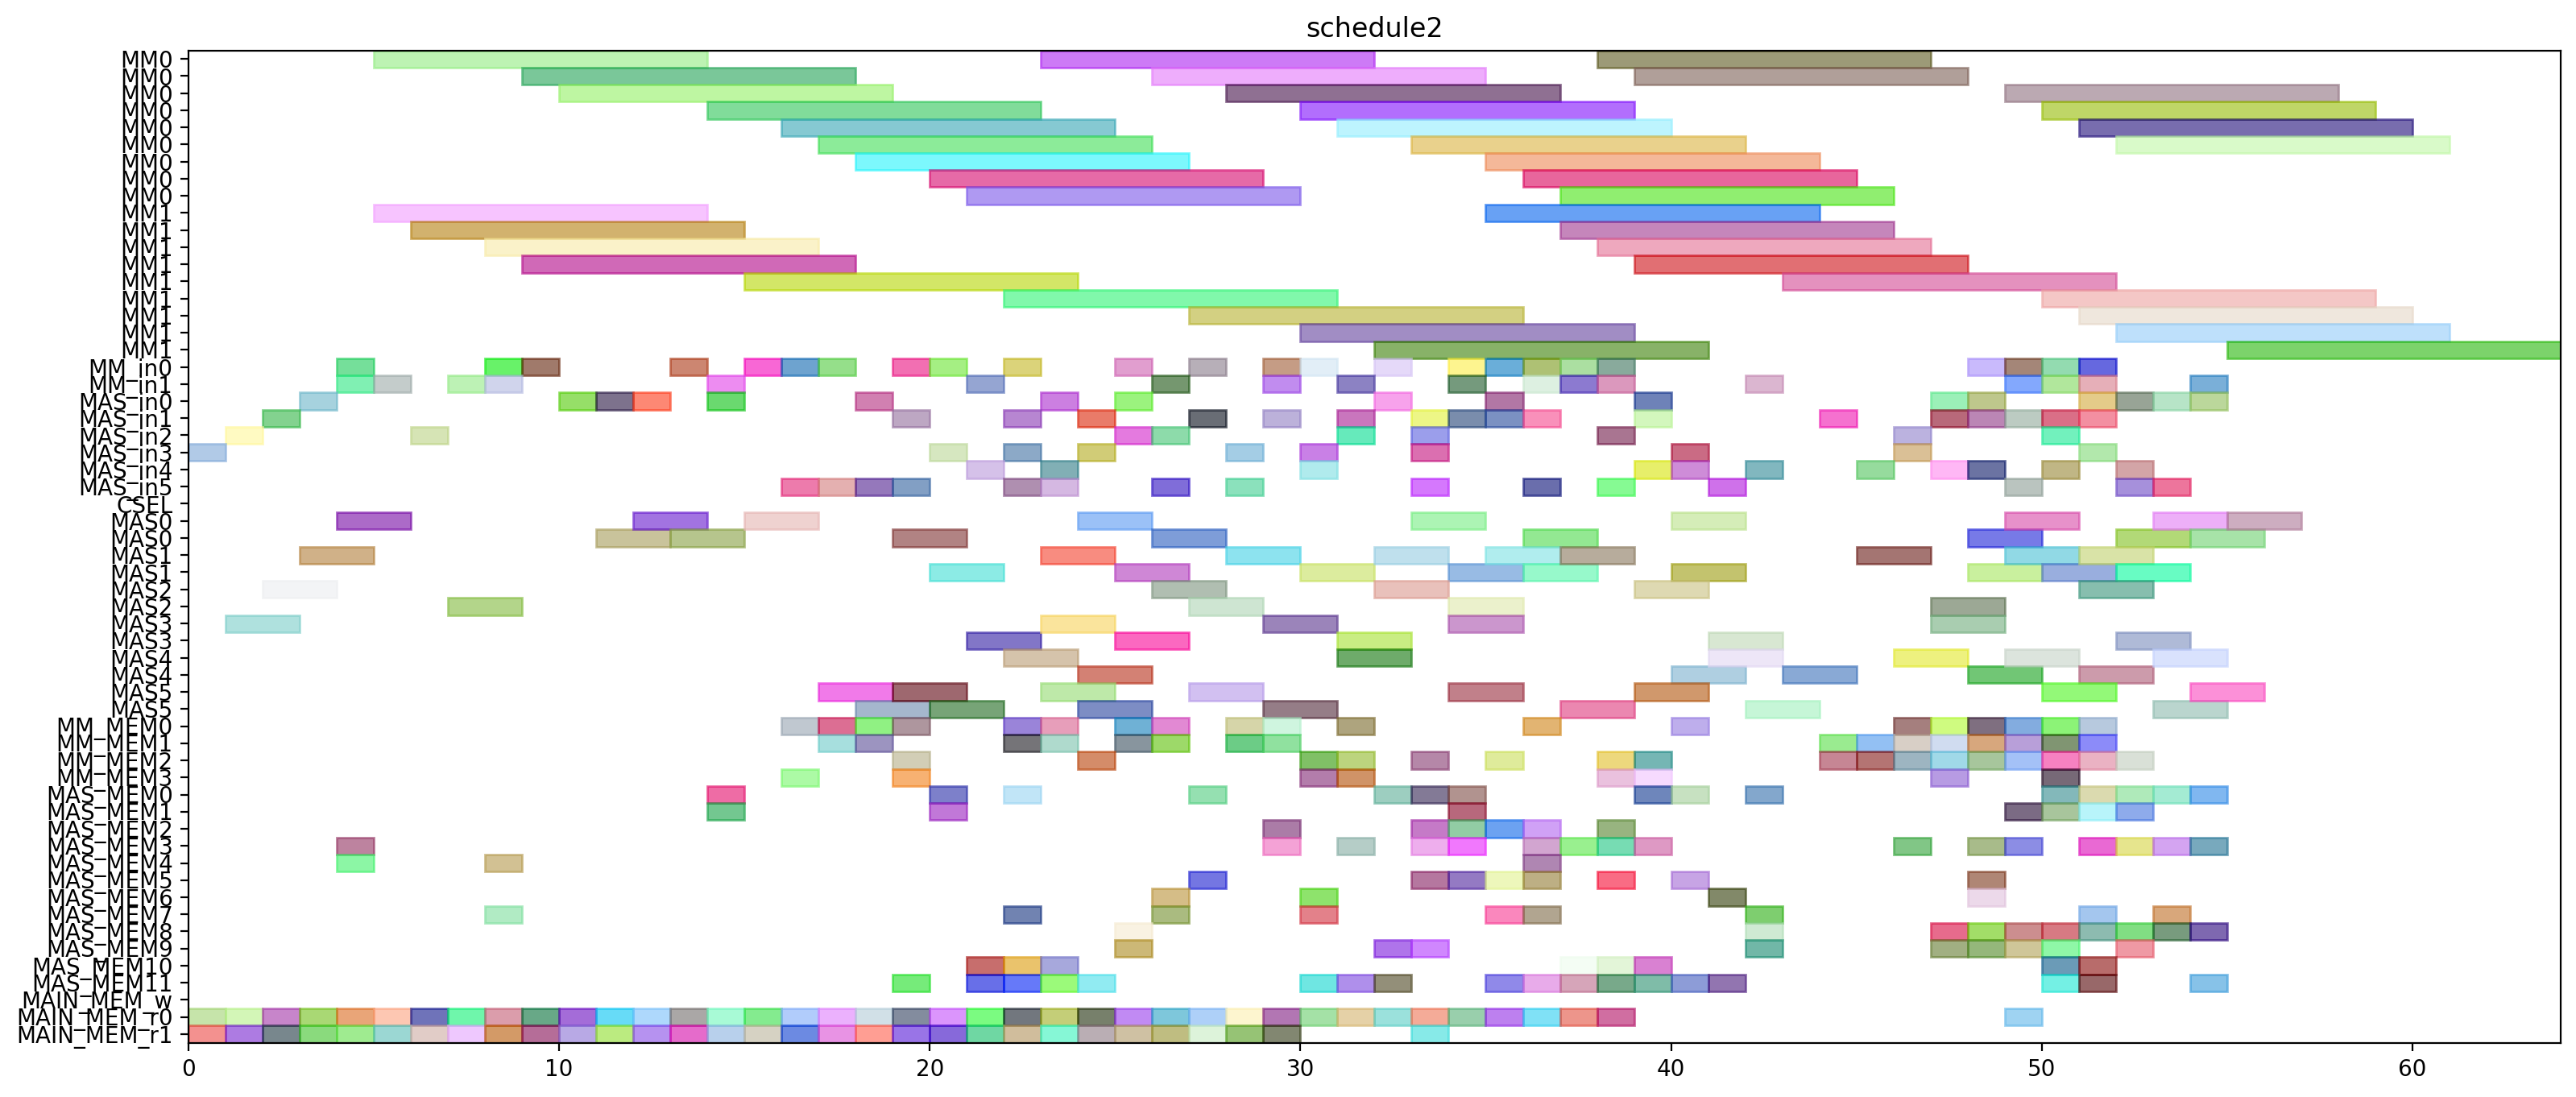 schedule2
MM0
MM0
MM0
MM0
MM0
MM0
MM0
MM0
MM0
MM1
MM1
MM1
MM1
MM1
MM1
MM1
MM1
MM1
MM_in0
MM_in1
MAS_in0
MAS_in1
MAS_in2
MAS_in3
MAS_in4
MAS_in5
CSEL
MAS0
MAS0
MAS1
MAS1
MAS2
MAS2
MAS3
MAS3
MAS4
MAS4
MAS5
MAS5
MM_MEM0
MM_MEM1
MM_MEM2
MM_MEM3
MAS_MEM0
MAS_MEM1
MAS_MEM2
MAS_MEM3
MAS_MEM4
MAS_MEM5
MAS_MEM6
MAS_MEM7
MAS_MEM8
MAS_MEM9
MAS_MEM10
MAS_MEM11
MAIN_MEM_w
MAIN_MEM_r0
MAIN_MEM_r1
0 10 20 30 40 50 60